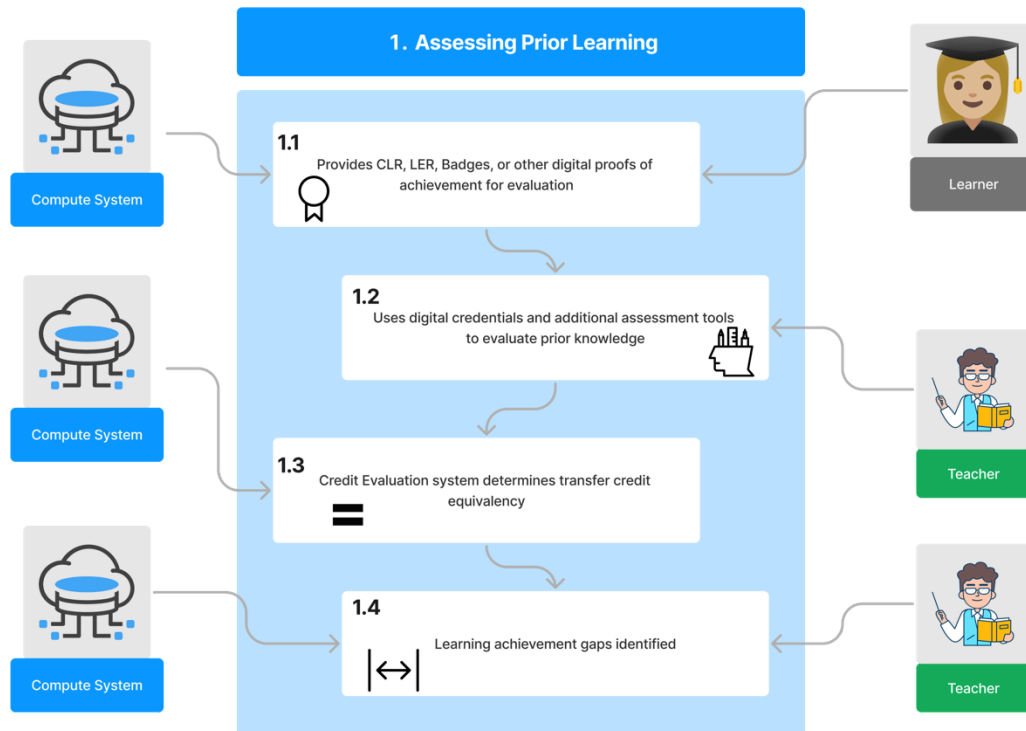 1. Assessing Prior Learning
Compute System
1.1
Provides CLR, LER, Badges, or other digital proofs of
achievement for evaluation
Learner
1.2
Uses digital credentials and additional assessment tools
to evaluate prior knowledge
Compute System
Teacher
1.3
Credit Evaluation system determines transfer credit
equivalency
1.4
Learning achievement gaps identified
Compute System
Teacher